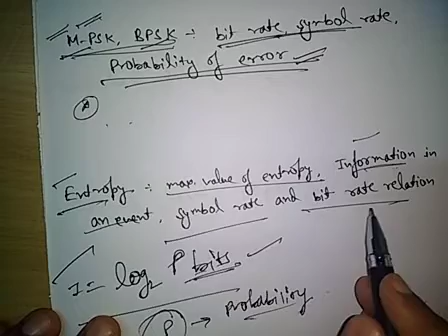 M-PSK, BPSK :- bit rate, symbol rate,
Probability of error
A
Entropy :- max. value of entropy, Information in
an event, symbol rate and bit rate relation
I = log2 P bits.
P → Probability